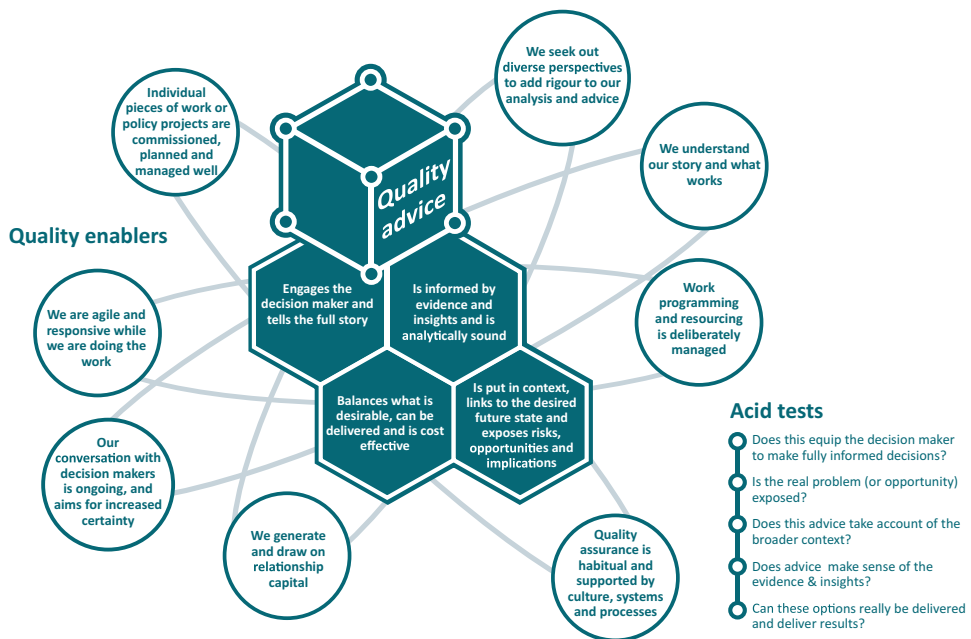 We seek out
diverse perspectives
to add rigour to our
analysis and advice
Individual
pieces of work or
policy projects are
commissioned,
planned and
managed well
We understand
our story and what
works
Quality
advice
Quality enablers
Engages the
decision maker and
tells the full story
Is informed by
evidence and
insights and is
analytically sound
Work
programming
and resourcing
is deliberately
managed
We are agile and
responsive while
we are doing the
work
Balances what is
desirable, can be
delivered and is cost
effective
Is put in context,
links to the desired
future state and
exposes risks,
opportunities and
implications
Our
conversation with
decision makers
is ongoing, and
aims for increased
certainty
We generate
and draw on
relationship
capital
Quality
assurance is
habitual and
supported by
culture, systems
and processes
Acid tests
Does this equip the decision maker
to make fully informed decisions?
Is the real problem (or opportunity)
exposed?
Does this advice take account of the
broader context?
Does advice make sense of the
evidence & insights?
Can these options really be delivered
and deliver results?